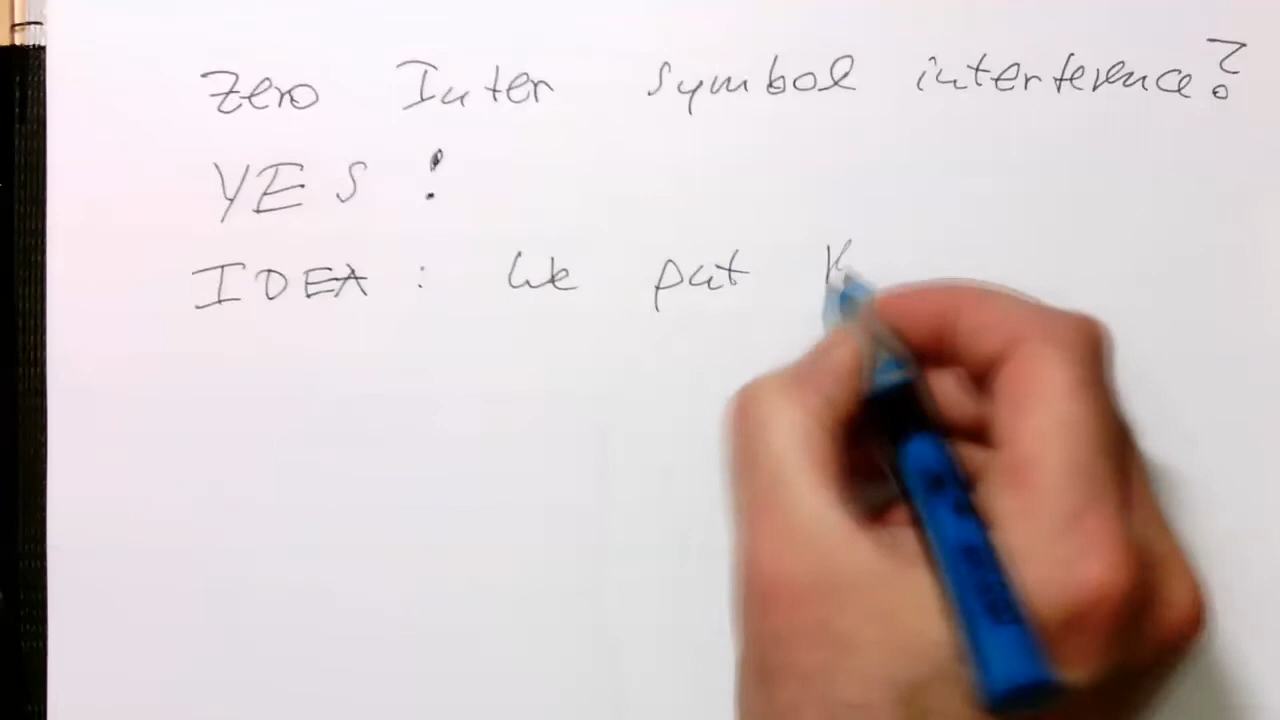 Zero Inter symbol interference?
YES !
IDEA : We put